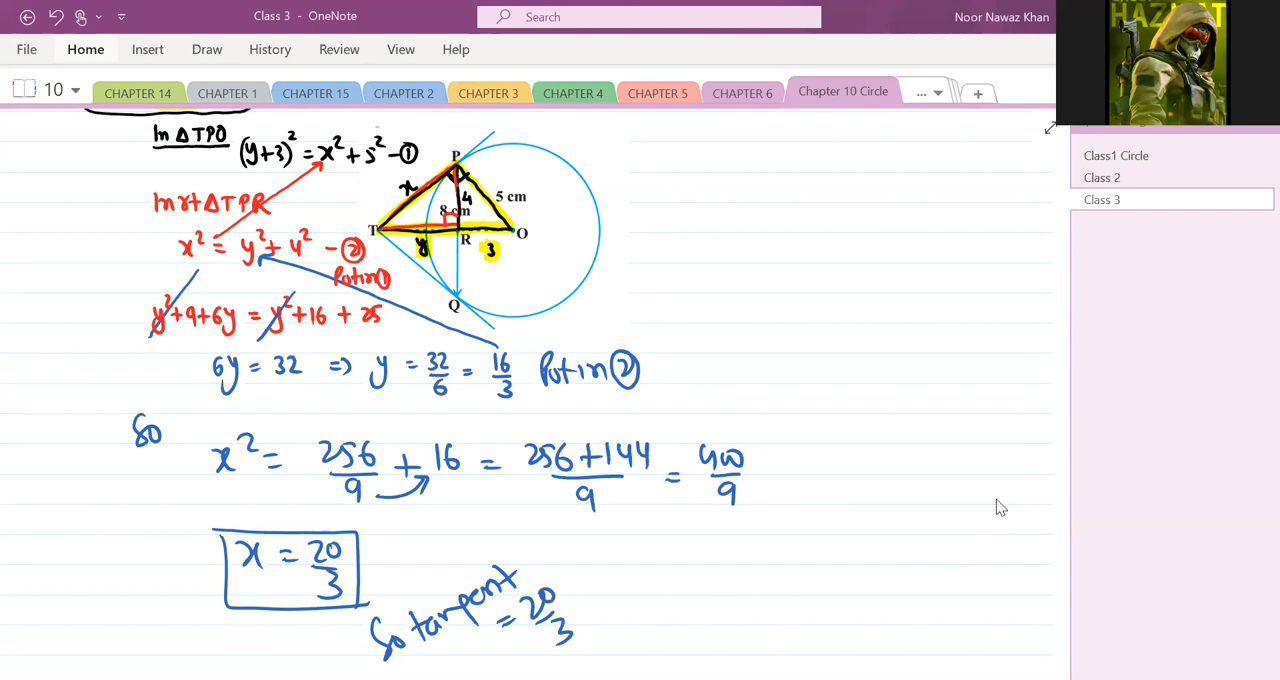 Class 3 - OneNote
Search
Noor Nawaz Khan
File Home Insert Draw History Review View Help
10
CHAPTER 14 CHAPTER 1 CHAPTER 15 CHAPTER 2 CHAPTER 3 CHAPTER 4 CHAPTER 5 CHAPTER 6 Chapter 10 Circle ... +
Class1 Circle
Class 2
Class 3
In Δ TPO
(y+3)² = x² + 5² - ①
In rt Δ TPR
x² = y² + 4² - ②
Put in ①
y² + 9 + 6y = y² + 16 + 25
P
x
4
5 cm
8 cm
T
R
O
y
3
Q
6y = 32 ⇒ y = 32/6 = 16/3 Put in ②
So
x² = 256/9 + 16 = 256+144/9 = 400/9
x = 20/3
So tangent = 20/3